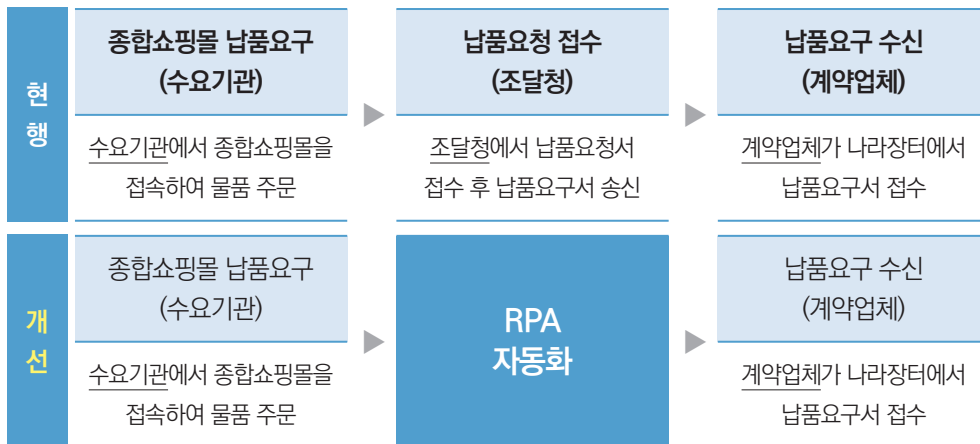 현
행
종합쇼핑몰 납품요구
(수요기관)
수요기관에서 종합쇼핑몰을
접속하여 물품 주문
납품요청 접수
(조달청)
조달청에서 납품요청서
접수 후 납품요구서 송신
납품요구 수신
(계약업체)
계약업체가 나라장터에서
납품요구서 접수
개
선
종합쇼핑몰 납품요구
(수요기관)
수요기관에서 종합쇼핑몰을
접속하여 물품 주문
RPA
자동화
납품요구 수신
(계약업체)
계약업체가 나라장터에서
납품요구서 접수